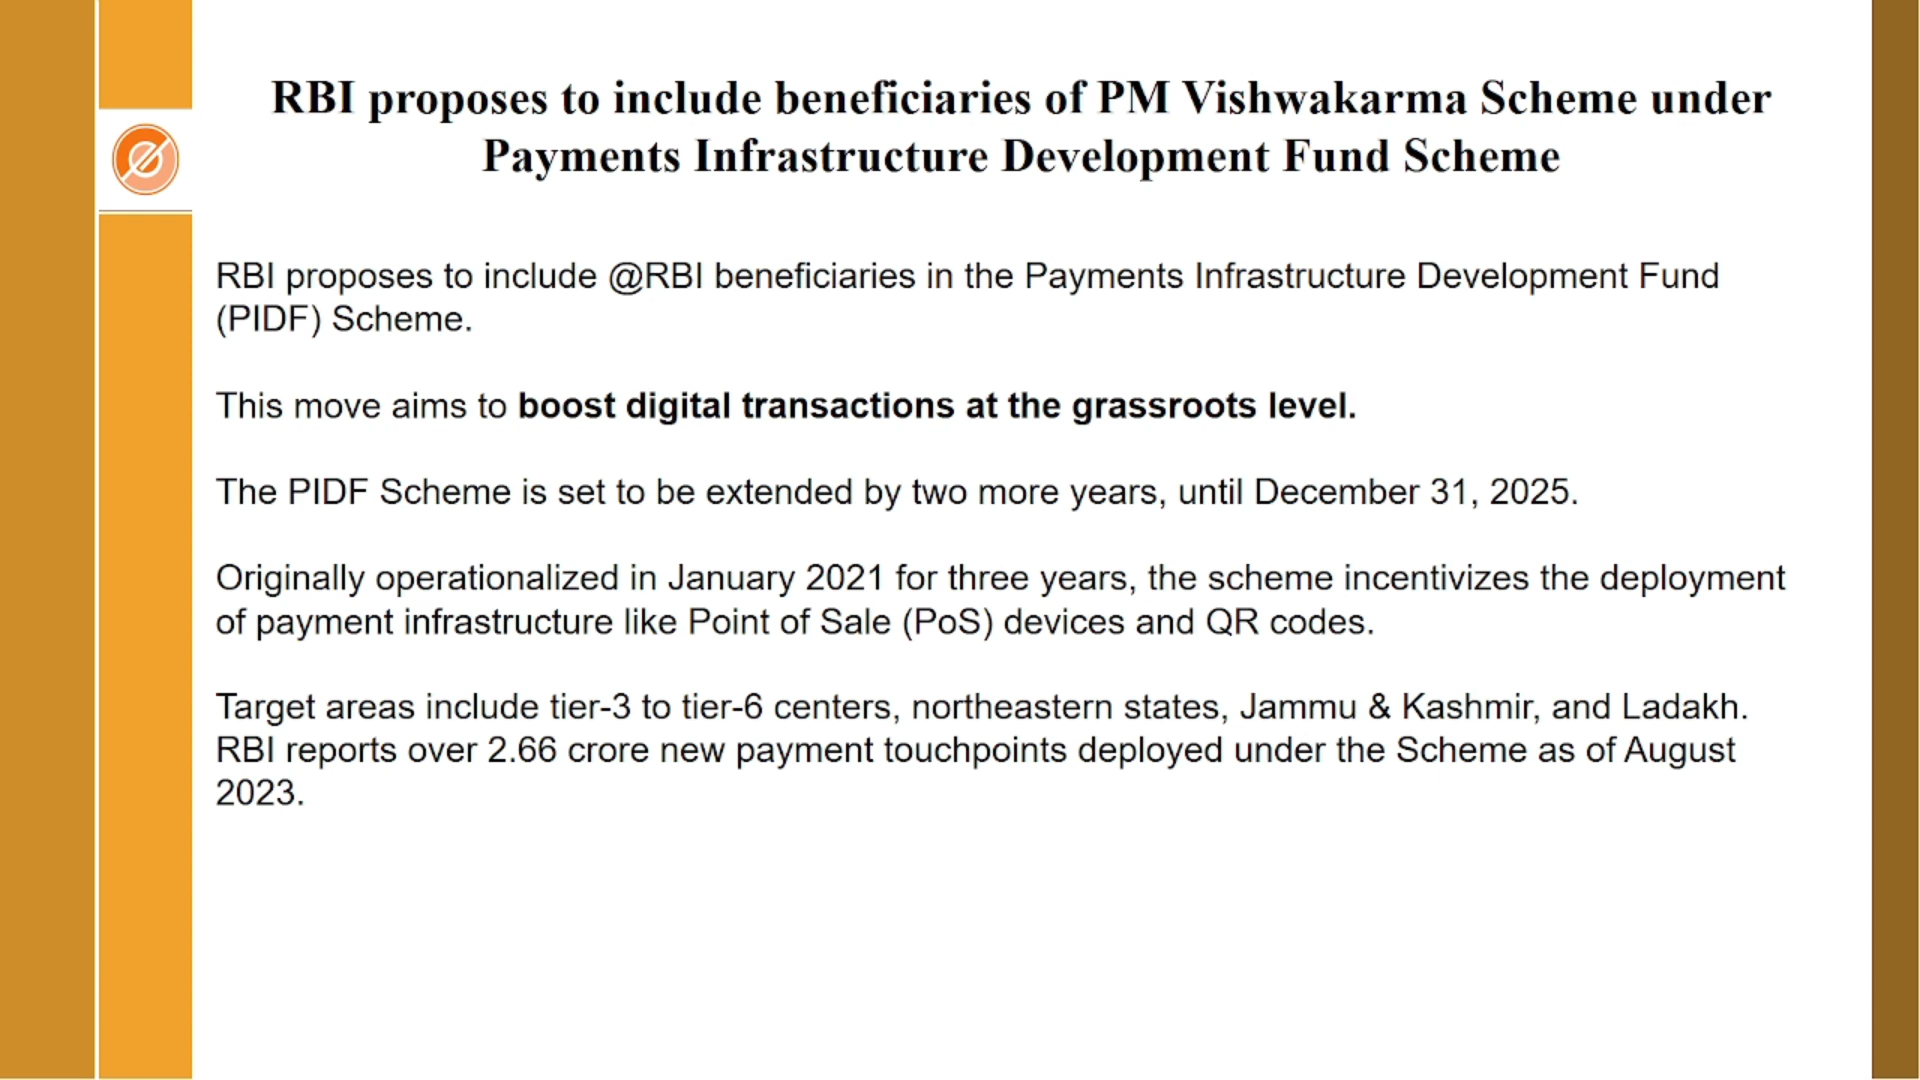 RBI proposes to include beneficiaries of PM Vishwakarma Scheme under
Payments Infrastructure Development Fund Scheme
RBI proposes to include @RBI beneficiaries in the Payments Infrastructure Development Fund
(PIDF) Scheme.
This move aims to boost digital transactions at the grassroots level.
The PIDF Scheme is set to be extended by two more years, until December 31, 2025.
Originally operationalized in January 2021 for three years, the scheme incentivizes the deployment
of payment infrastructure like Point of Sale (PoS) devices and QR codes.
Target areas include tier-3 to tier-6 centers, northeastern states, Jammu & Kashmir, and Ladakh.
RBI reports over 2.66 crore new payment touchpoints deployed under the Scheme as of August
2023.